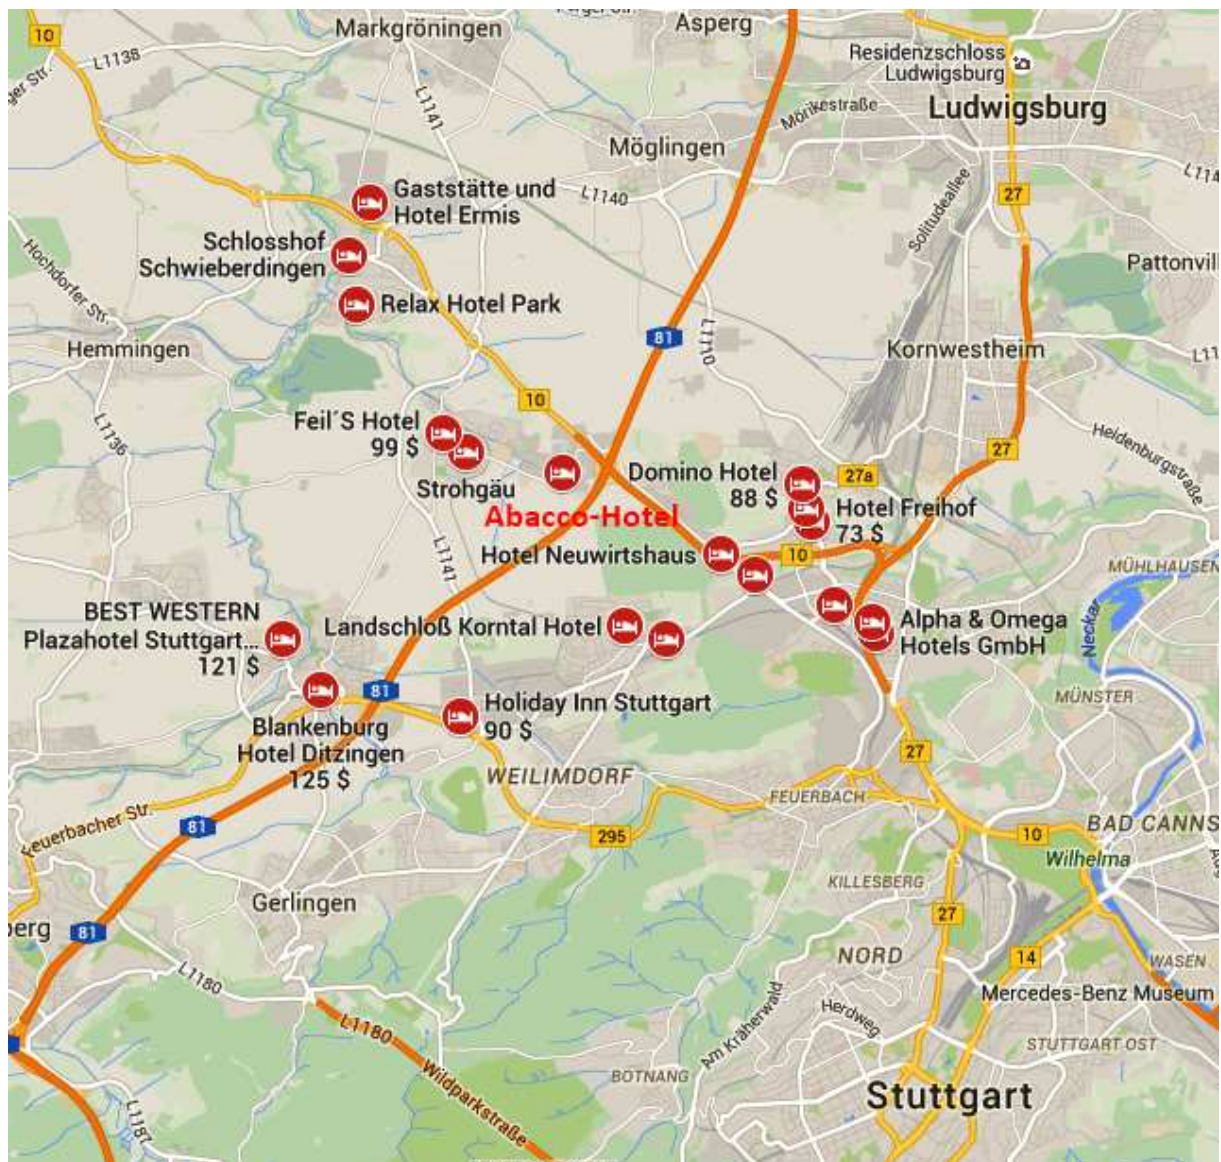 Asperg
Markgröningen
10
L1138
L1141
Residenzschloss
Ludwigsburg
Ludwigsburg
Mörikestraße
Möglingen
L1140
27
Solitudeallee
Gaststätte und
Hotel Ermis
Schlosshof
Schwieberdingen
Relax Hotel Park
Hochdorfer Str.
Hemmingen
81
L1110
Kornwestheim
10
L1136
Feil´S Hotel
99 $
Strohgäu
Abacco-Hotel
Domino Hotel
88 $
27a
27
Heldenburgstraße
Hotel Freihof
73 $
Hotel Neuwirtshaus
10
MÜHLHAUSEN
Neckar
L1141
BEST WESTERN
Plazahotel Stuttgart...
121 $
Landschloß Korntal Hotel
Alpha & Omega
Hotels GmbH
81
Blankenburg
Hotel Ditzingen
125 $
Holiday Inn Stuttgart
90 $
MÜNSTER
27
WEILIMDORF
FEUERBACH
81
295
10
BAD CANNS
Wilhelma
KILLESBERG
Gerlingen
27
81
NORD
14
WASEN
L1180
Mercedes-Benz Museum
Am Kräherwald
Herdweg
L1180
Wildparkstraße
STUTTGART OST
BOTNANG
Stuttgart
L1187